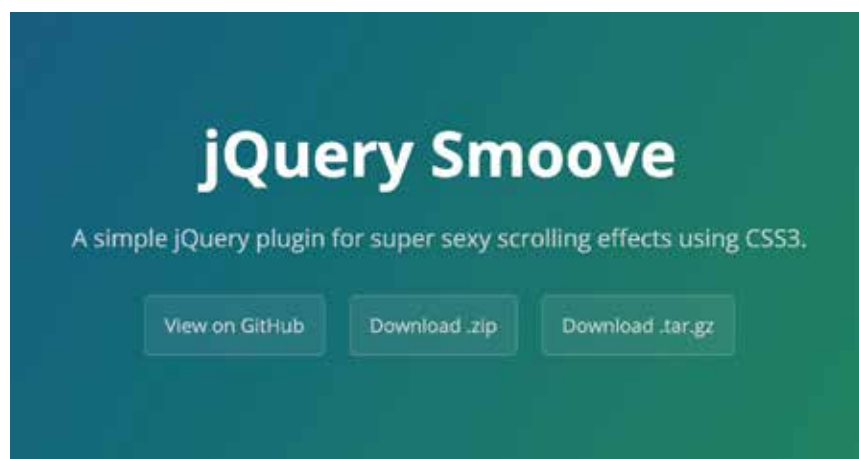 jQuery Smoove
A simple jQuery plugin for super sexy scrolling effects using CSS3.
View on GitHub Download .zip Download .tar.gz